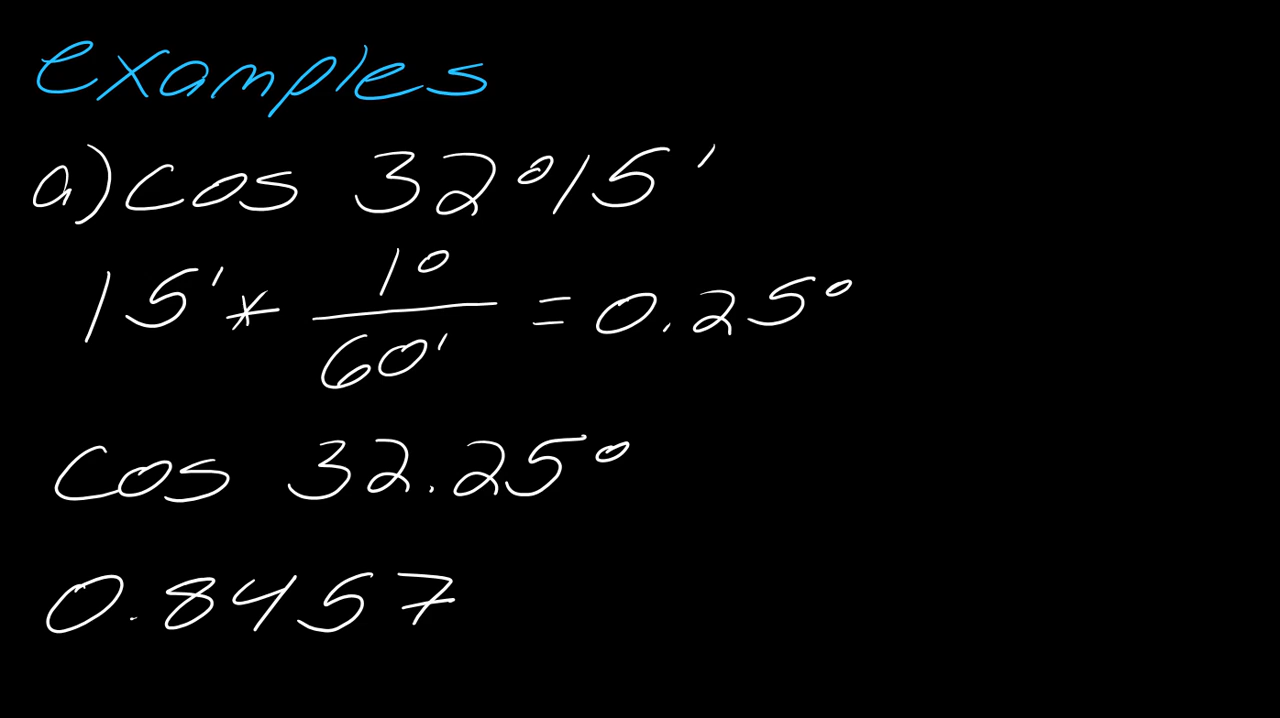 examples
a) cos 32°15'
15' * 1°/60' = 0.25°
cos 32.25°
0.8457